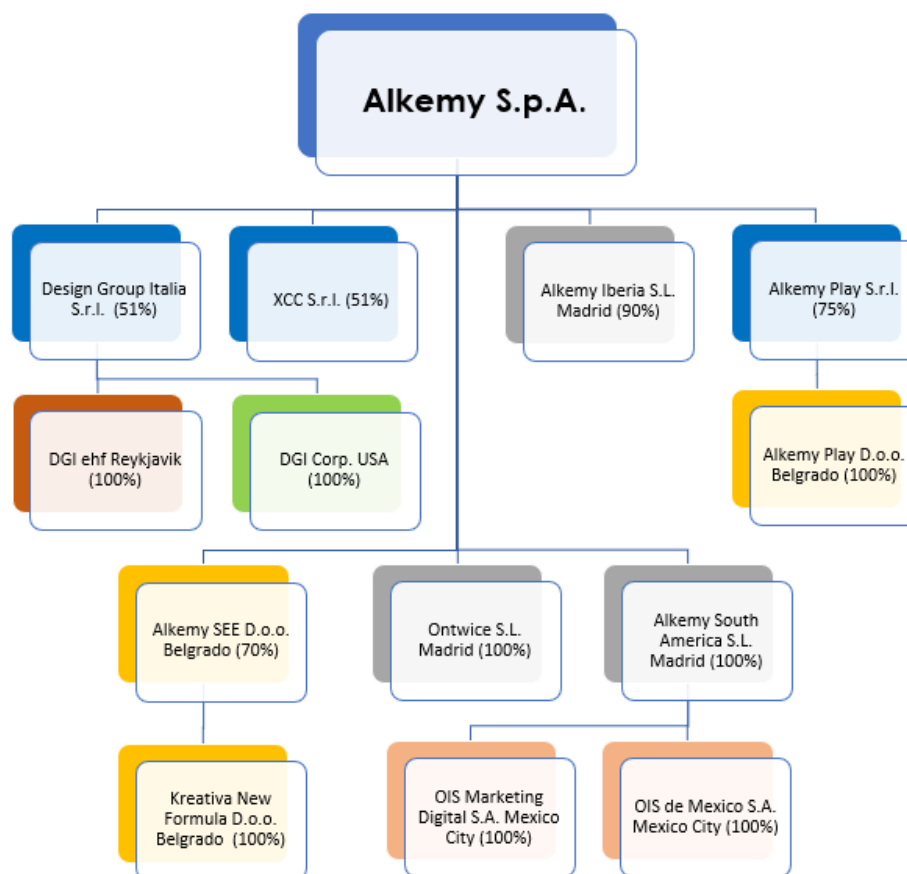 Alkemy S.p.A.
Design Group Italia
S.r.l. (51%)
XCC S.r.l. (51%)
Alkemy Iberia S.L.
Madrid (90%)
Alkemy Play S.r.l.
(75%)
DGI ehf Reykjavik
(100%)
DGI Corp. USA
(100%)
Alkemy Play D.o.o.
Belgrado (100%)
Alkemy SEE D.o.o.
Belgrado (70%)
Ontwice S.L.
Madrid (100%)
Alkemy South
America S.L.
Madrid (100%)
Kreativa New
Formula D.o.o.
Belgrado (100%)
OIS Marketing
Digital S.A. Mexico
City (100%)
OIS de Mexico S.A.
Mexico City (100%)